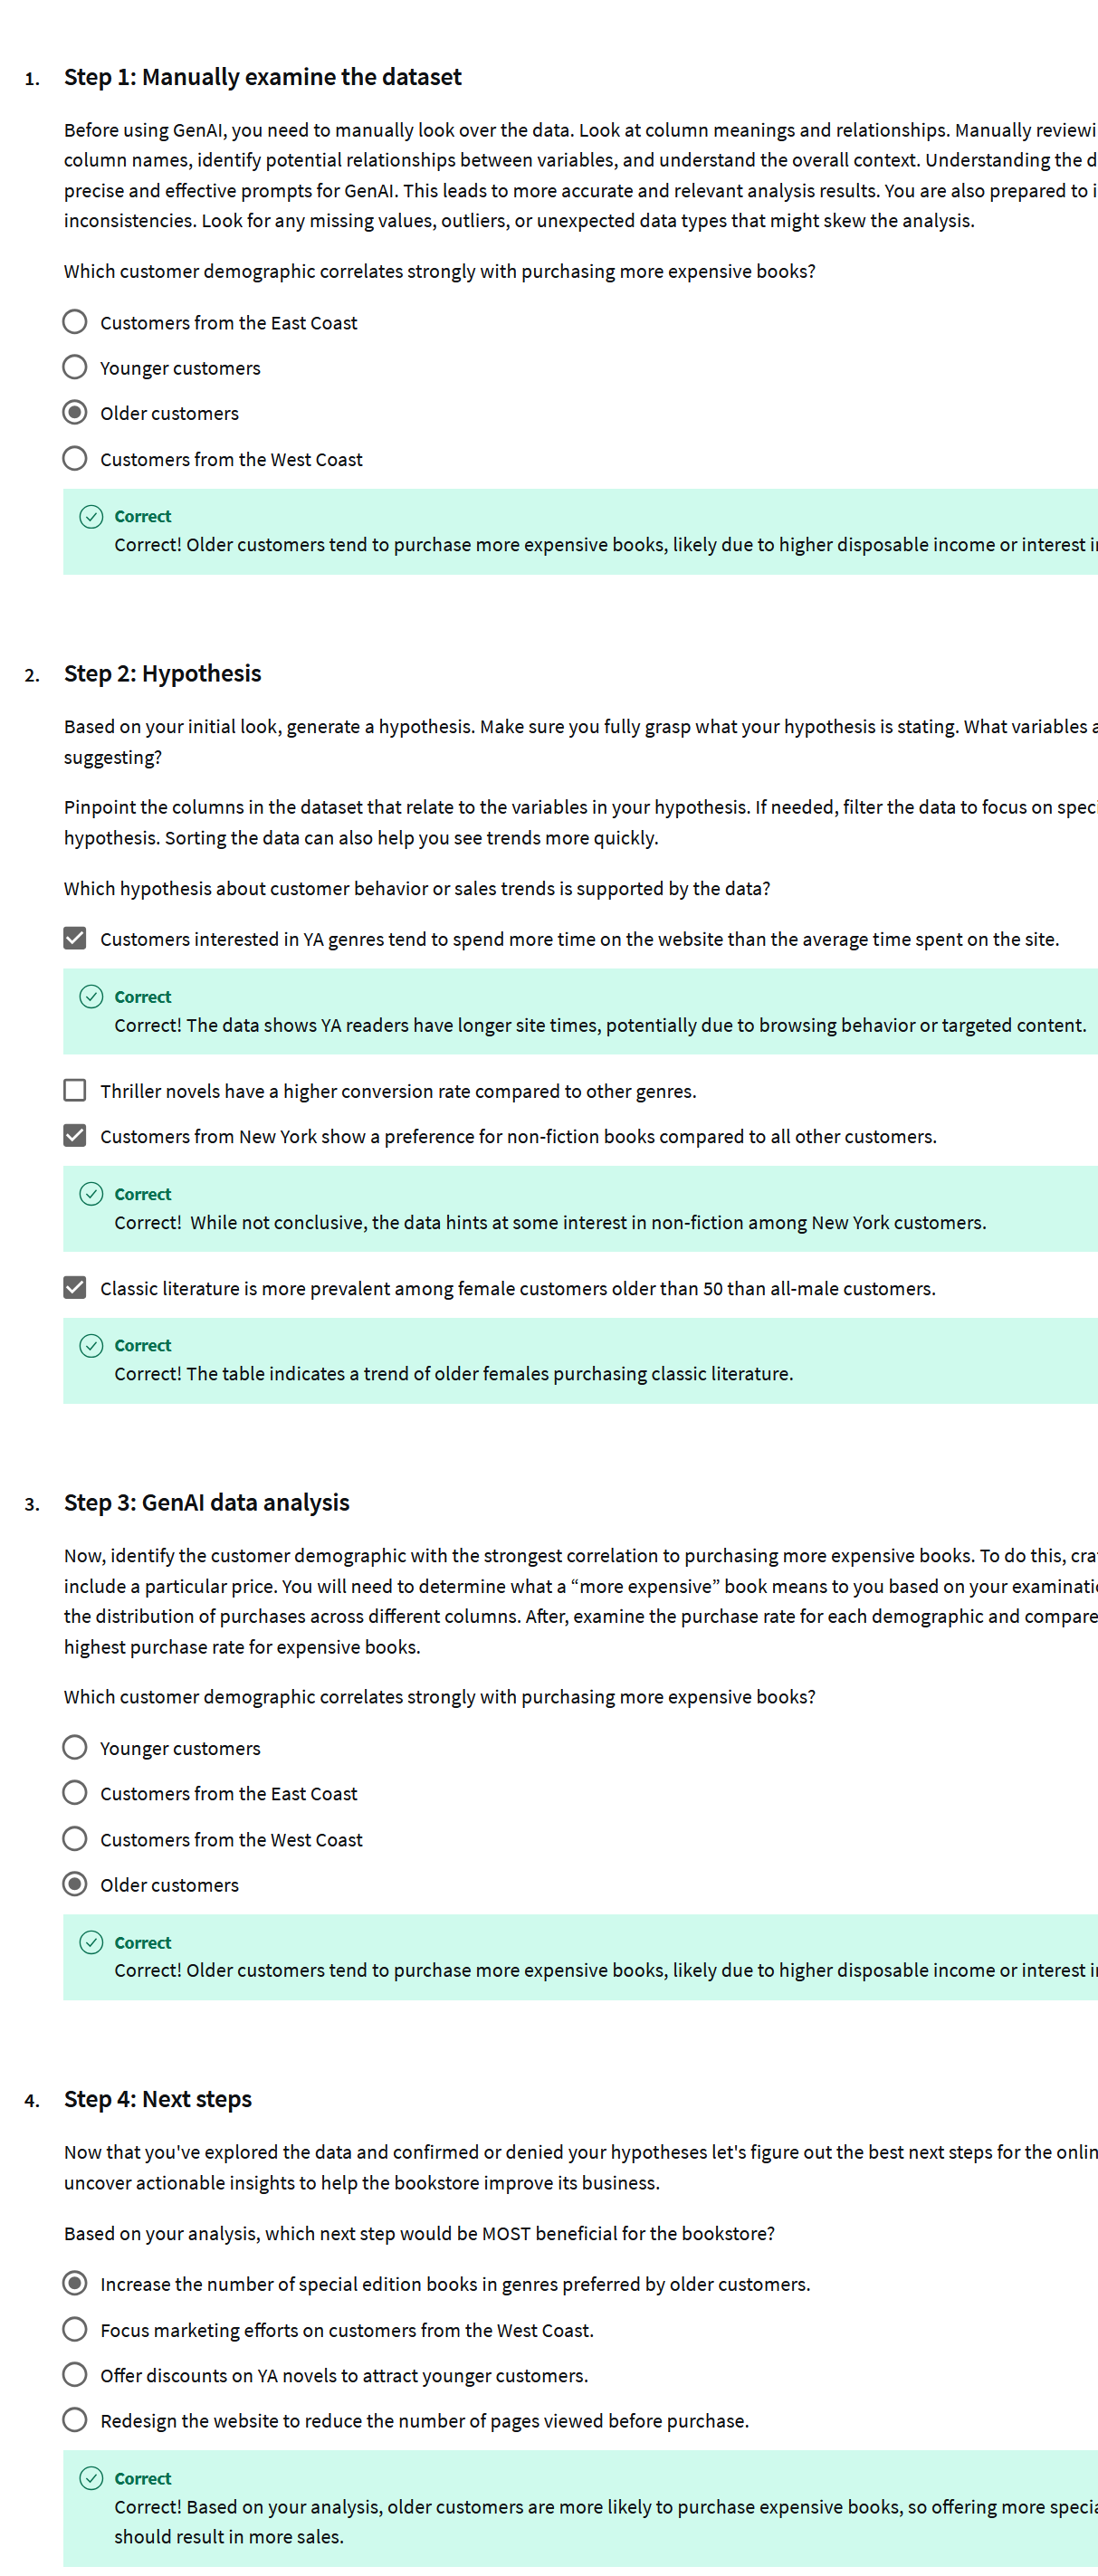 1. Step 1: Manually examine the dataset
Before using GenAI, you need to manually look over the data. Look at column meanings and relationships. Manually reviewi
column names, identify potential relationships between variables, and understand the overall context. Understanding the d
precise and effective prompts for GenAI. This leads to more accurate and relevant analysis results. You are also prepared to i
inconsistencies. Look for any missing values, outliers, or unexpected data types that might skew the analysis.
Which customer demographic correlates strongly with purchasing more expensive books?
Customers from the East Coast
Younger customers
Older customers
Customers from the West Coast
Correct
Correct! Older customers tend to purchase more expensive books, likely due to higher disposable income or interest i
2. Step 2: Hypothesis
Based on your initial look, generate a hypothesis. Make sure you fully grasp what your hypothesis is stating. What variables a
suggesting?
Pinpoint the columns in the dataset that relate to the variables in your hypothesis. If needed, filter the data to focus on speci
hypothesis. Sorting the data can also help you see trends more quickly.
Which hypothesis about customer behavior or sales trends is supported by the data?
Customers interested in YA genres tend to spend more time on the website than the average time spent on the site.
Correct
Correct! The data shows YA readers have longer site times, potentially due to browsing behavior or targeted content.
Thriller novels have a higher conversion rate compared to other genres.
Customers from New York show a preference for non-fiction books compared to all other customers.
Correct
Correct!  While not conclusive, the data hints at some interest in non-fiction among New York customers.
Classic literature is more prevalent among female customers older than 50 than all-male customers.
Correct
Correct! The table indicates a trend of older females purchasing classic literature.
3. Step 3: GenAI data analysis
Now, identify the customer demographic with the strongest correlation to purchasing more expensive books. To do this, cra
include a particular price. You will need to determine what a “more expensive” book means to you based on your examinati
the distribution of purchases across different columns. After, examine the purchase rate for each demographic and compare
highest purchase rate for expensive books.
Which customer demographic correlates strongly with purchasing more expensive books?
Younger customers
Customers from the East Coast
Customers from the West Coast
Older customers
Correct
Correct! Older customers tend to purchase more expensive books, likely due to higher disposable income or interest i
4. Step 4: Next steps
Now that you've explored the data and confirmed or denied your hypotheses let's figure out the best next steps for the onlin
uncover actionable insights to help the bookstore improve its business.
Based on your analysis, which next step would be MOST beneficial for the bookstore?
Increase the number of special edition books in genres preferred by older customers.
Focus marketing efforts on customers from the West Coast.
Offer discounts on YA novels to attract younger customers.
Redesign the website to reduce the number of pages viewed before purchase.
Correct
Correct! Based on your analysis, older customers are more likely to purchase expensive books, so offering more specia
should result in more sales.